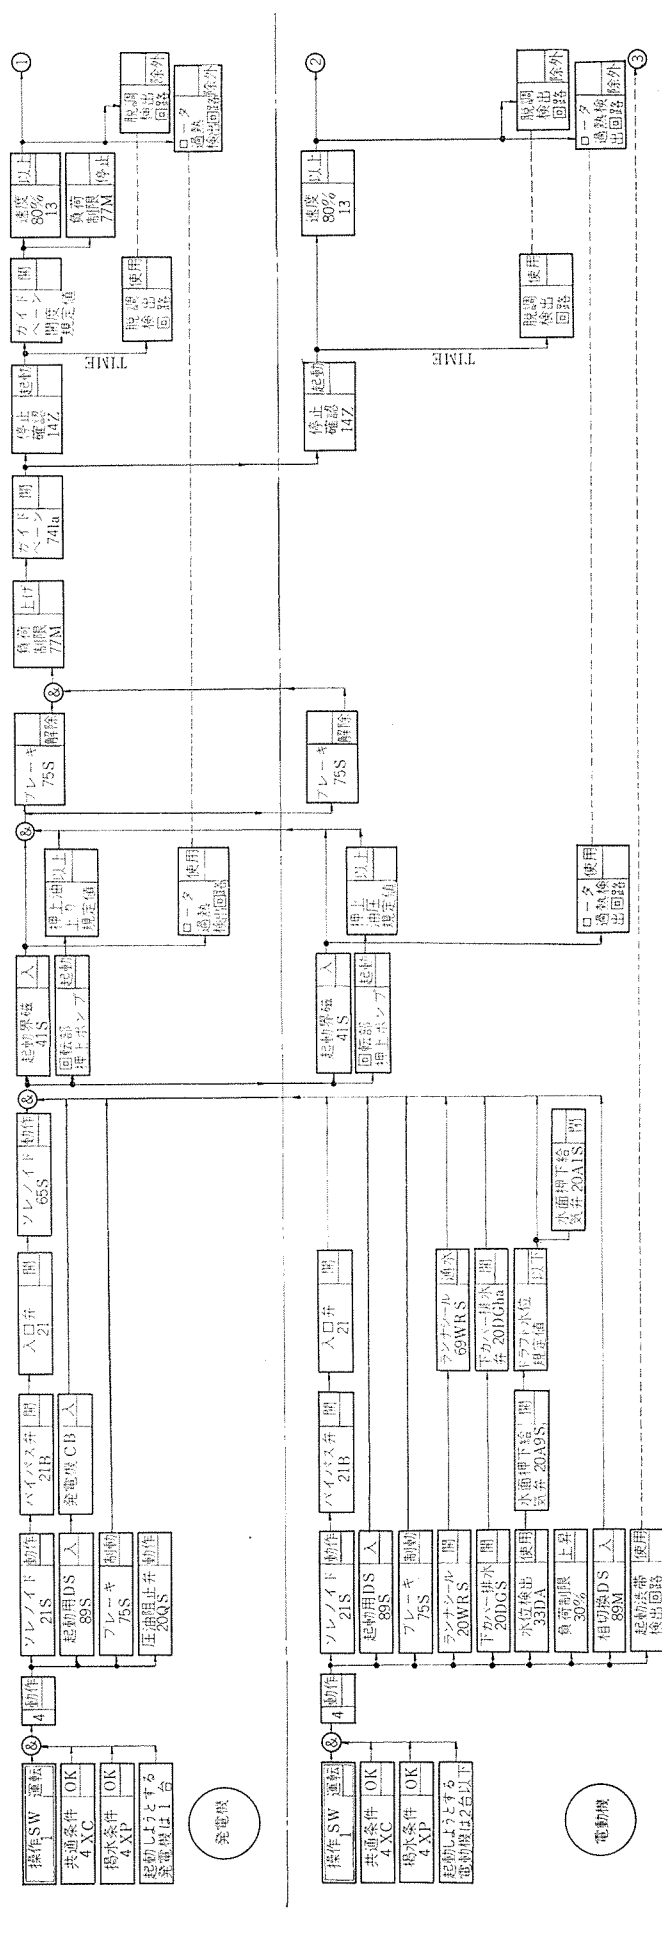 操作SW 運転
1
共通条件 OK
4 XC
揚水条件 OK
4 XP
起動しようとする
発電機は1台
&
4 動作
ソレノイド 動作
21S
起動用DS 入
89S
ブレーキ 制動
75S
圧油阻止弁 動作
20QS
バイパス弁 開
21B
発電機CB 入
入口弁 開
21
ソレノイド 動作
65S
&
起動界磁 入
41S
回転部 起動
押上ポンプ
押上油 以上
上り
規定値
ロータ 使用
過熱
検出回路
&
ブレーキ 解除
75S
&
負荷 上げ
制限
77M
ガイド 開
ベーン
741a
停止 起動
確認
14Z
TIME
ガイド 開
ベーン
開度
規定値
脱調 使用
検出
回路
速度 以上
80%
13
負荷 停止
制限
77M
脱調 除外
検出
回路
ロータ 除外
過熱
検出回路
1
発電機
操作SW 運転
1
共通条件 OK
4 XC
揚水条件 OK
4 XP
起動しようとする
電動機は2台以下
&
4 動作
ソレノイド 動作
21S
起動用DS 入
89S
ブレーキ 制動
75S
ランナシール 開
20WRS
下カバー排水 開
20DGS
水位検出 使用
33DA
負荷制限 上昇
30%
相切換DS 入
89M
起動渋滞 使用
検出回路
バイパス弁 開
21B
入口弁 開
21
ランナシール 通水
69WRS
下カバー排水 開
弁 20DGha
水面押下給 開
気弁 20A9S,
ドラフト水位 以下
規定値
水面押下給 開
気弁 20A1S
起動界磁 入
41S
回転部 起動
押上ポンプ
押上 以上
油圧
規定値
ロータ 使用
過熱検
出回路
ブレーキ 解除
75S
停止 起動
確認
14Z
TIME
脱調 使用
検出
回路
速度 以上
80%
13
脱調 除外
検出
回路
ロータ 除外
過熱検
出回路
2
3
電動機